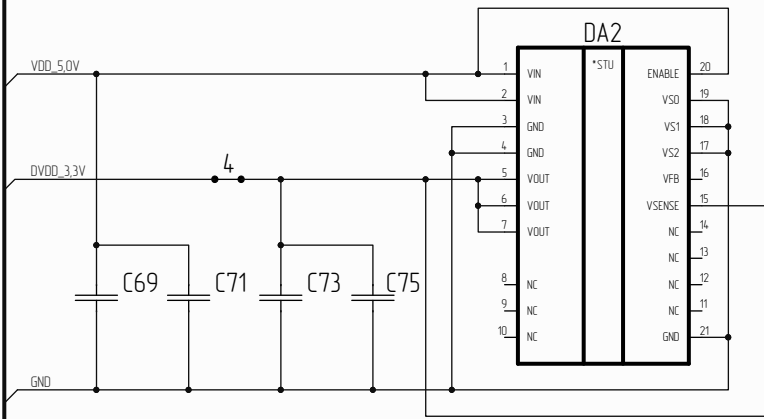 DA2
VDD_5,0V
1 VIN *STU ENABLE 20
2 VIN VS0 19
3 GND VS1 18
4 GND VS2 17
DVDD_3,3V
4
5 VOUT VFB 16
6 VOUT VSENSE 15
7 VOUT NC 14
NC 13
8 NC NC 12
9 NC NC 11
10 NC GND 21
C69 C71 C73 C75
GND